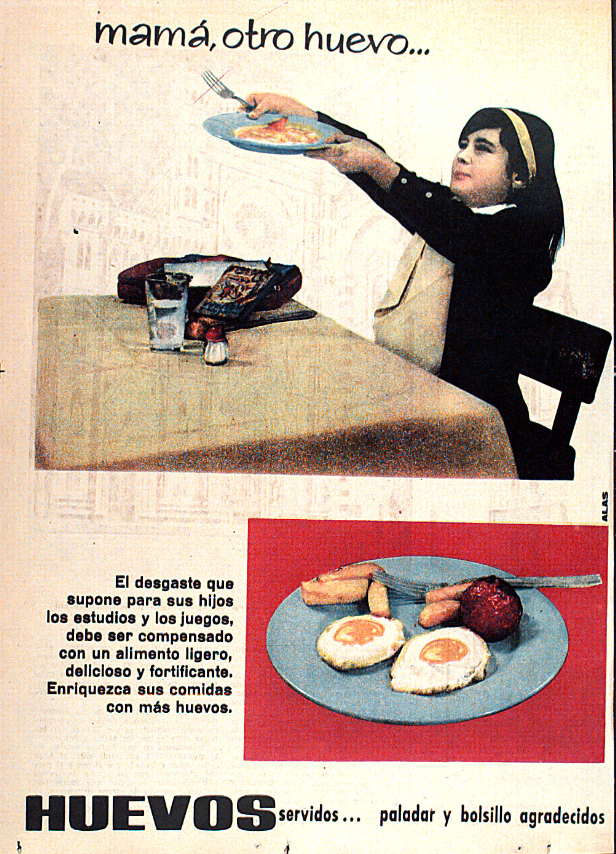 mamá, otro huevo...
ALAS
El desgaste que
supone para sus hijos
los estudios y los juegos,
debe ser compensado
con un alimento ligero,
delicioso y fortificante.
Enriquezca sus comidas
con más huevos.
HUEVOS servidos... paladar y bolsillo agradecidos